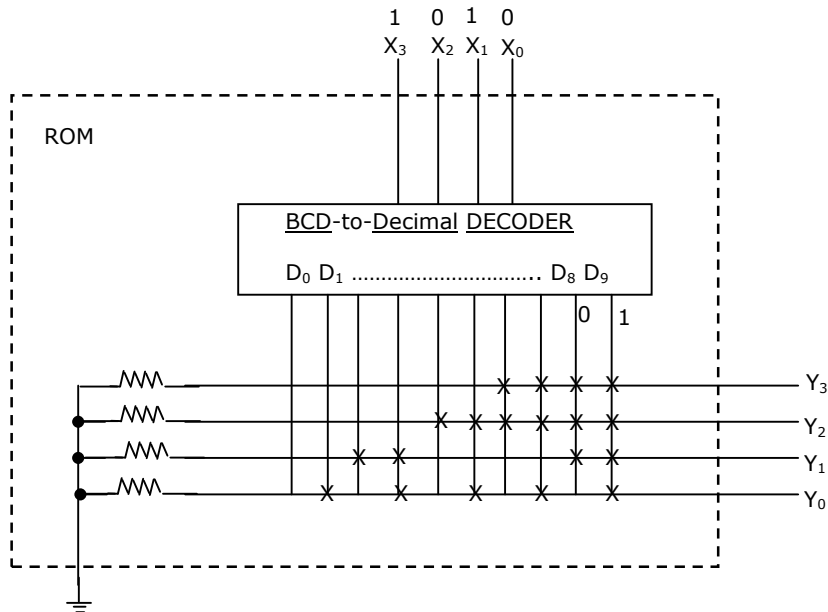 1 0 1 0
X₃ X₂ X₁ X₀
ROM
BCD-to-Decimal DECODER
D₀ D₁ ................................. D₈ D₉
0 1
X X X X Y₃
X X X X X X Y₂
X X X X Y₁
X X X X X Y₀